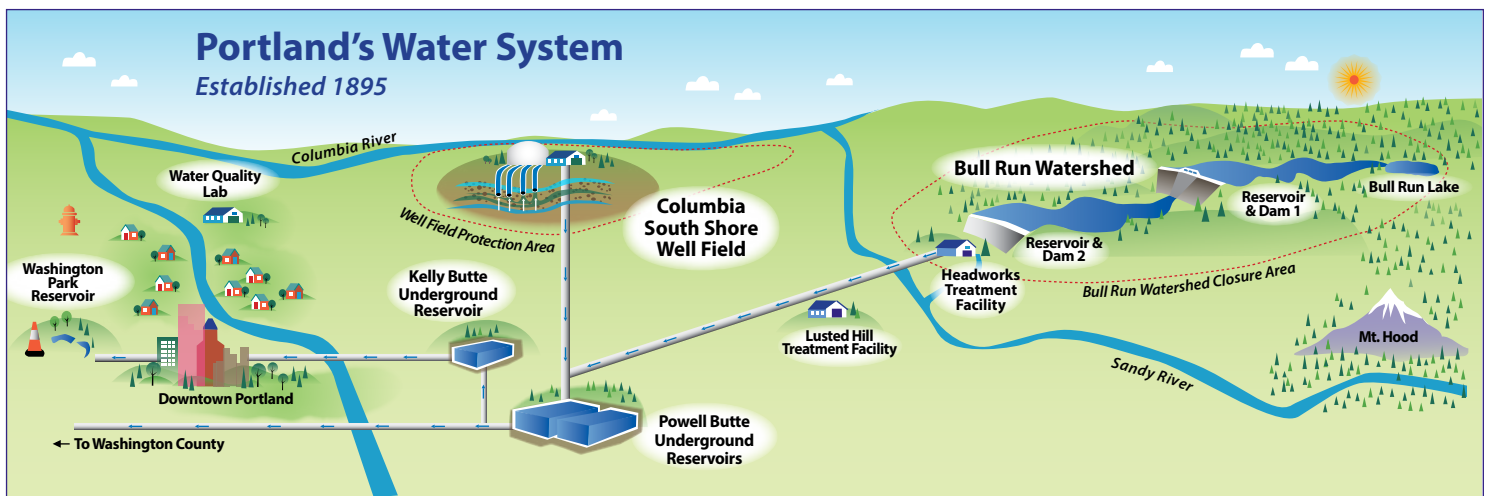 Portland's Water System
Established 1895
Columbia River
Water Quality
Lab
Well Field Protection Area
Columbia
South Shore
Well Field
Bull Run Watershed
Bull Run Lake
Reservoir
& Dam 1
Reservoir &
Dam 2
Headworks
Treatment
Facility
Bull Run Watershed Closure Area
Washington
Park
Reservoir
Kelly Butte
Underground
Reservoir
Lusted Hill
Treatment Facility
Mt. Hood
Sandy River
Downtown Portland
Powell Butte
Underground
Reservoirs
← To Washington County